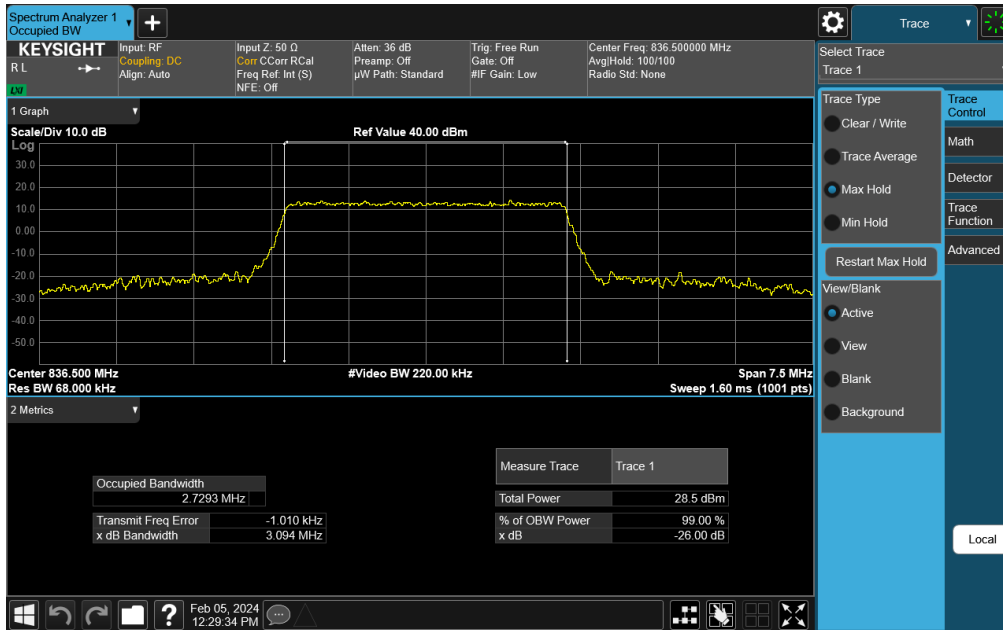 Spectrum Analyzer 1
Occupied BW
Trace
KEYSIGHT
R L
LXI
Input: RF
Coupling: DC
Align: Auto
Input Z: 50 Ω
Corr CCorr RCal
Freq Ref: Int (S)
NFE: Off
Atten: 36 dB
Preamp: Off
µW Path: Standard
Trig: Free Run
Gate: Off
#IF Gain: Low
Center Freq: 836.500000 MHz
Avg|Hold: 100/100
Radio Std: None
Select Trace
Trace 1
1 Graph
Scale/Div 10.0 dB
Ref Value 40.00 dBm
Log
30.0
20.0
10.0
0.00
-10.0
-20.0
-30.0
-40.0
-50.0
Center 836.500 MHz
#Video BW 220.00 kHz
Span 7.5 MHz
Res BW 68.000 kHz
Sweep 1.60 ms (1001 pts)
2 Metrics
Occupied Bandwidth
2.7293 MHz
Transmit Freq Error -1.010 kHz
x dB Bandwidth 3.094 MHz
Measure Trace Trace 1
Total Power 28.5 dBm
% of OBW Power 99.00 %
x dB -26.00 dB
Trace Type
Clear / Write
Trace Average
Max Hold
Min Hold
Restart Max Hold
View/Blank
Active
View
Blank
Background
Trace
Control
Math
Detector
Trace
Function
Advanced
Local
?
Feb 05, 2024
12:29:34 PM